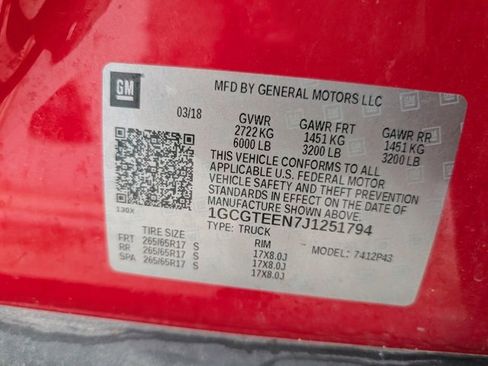 GM
MFD BY GENERAL MOTORS LLC
03/18 GVWR GAWR FRT GAWR RR
2722 KG 1451 KG 1451 KG
6000 LB 3200 LB 3200 LB
THIS VEHICLE CONFORMS TO ALL
APPLICABLE U.S. FEDERAL MOTOR
VEHICLE SAFETY AND THEFT PREVENTION
STANDARDS IN EFFECT ON THE DATE OF
MANUFACTURE SHOWN ABOVE.
1GCGTEEN7J1251794
130X
TYPE: TRUCK
TIRE SIZE RIM MODEL: 7412P4S
FRT 265/65R17 S 17X8.0J
RR 265/65R17 S 17X8.0J
SPA 265/65R17 S 17X8.0J